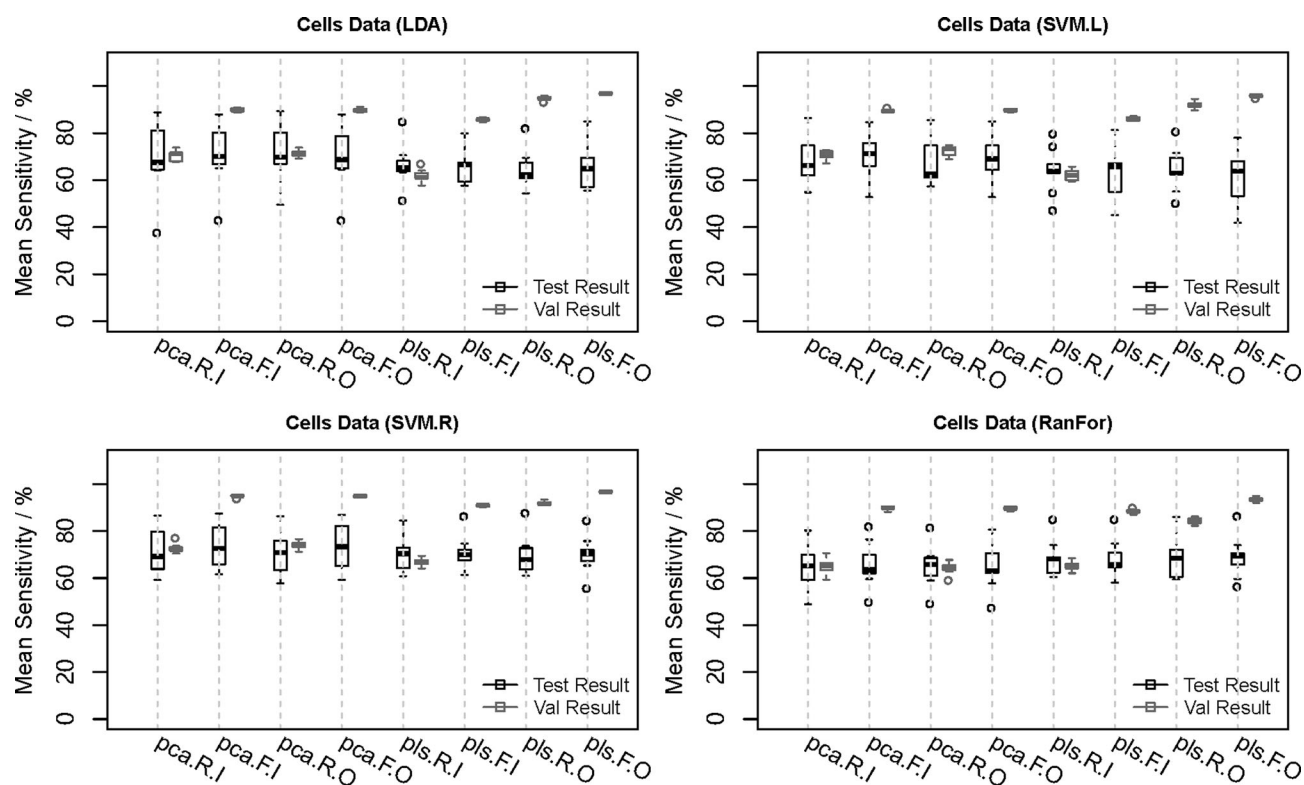 Cells Data (LDA)
Mean Sensitivity / %
0 20 40 60 80
Test Result
Val Result
pca.R.I pca.F.I pca.R.O pca.F.O pls.R.I pls.F.I pls.R.O pls.F.O
Cells Data (SVM.L)
Mean Sensitivity / %
0 20 40 60 80
Test Result
Val Result
pca.R.I pca.F.I pca.R.O pca.F.O pls.R.I pls.F.I pls.R.O pls.F.O
Cells Data (SVM.R)
Mean Sensitivity / %
0 20 40 60 80
Test Result
Val Result
pca.R.I pca.F.I pca.R.O pca.F.O pls.R.I pls.F.I pls.R.O pls.F.O
Cells Data (RanFor)
Mean Sensitivity / %
0 20 40 60 80
Test Result
Val Result
pca.R.I pca.F.I pca.R.O pca.F.O pls.R.I pls.F.I pls.R.O pls.F.O